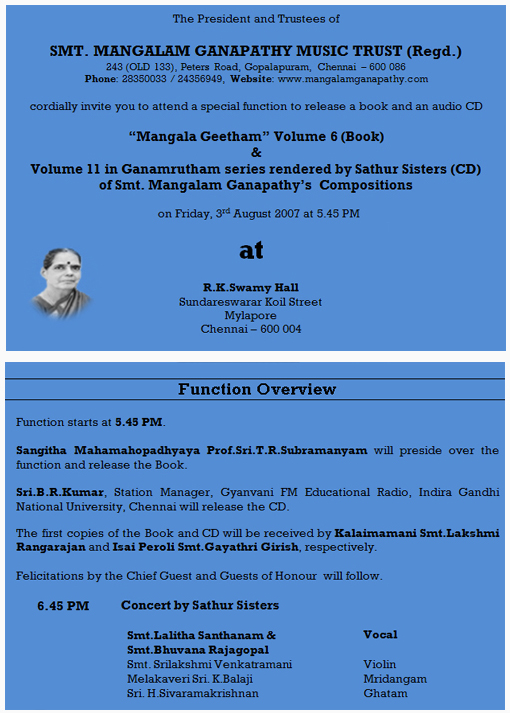 The President and Trustees of
SMT. MANGALAM GANAPATHY MUSIC TRUST (Regd.)
243 (OLD 133), Peters Road, Gopalapuram, Chennai – 600 086
Phone: 28350033 / 24356949, Website: www.mangalamganapathy.com
cordially invite you to attend a special function to release a book and an audio CD
“Mangala Geetham” Volume 6 (Book)
&
Volume 11 in Ganamrutham series rendered by Sathur Sisters (CD)
of Smt. Mangalam Ganapathy’s Compositions
on Friday, 3rd August 2007 at 5.45 PM
at
R.K.Swamy Hall
Sundareswarar Koil Street
Mylapore
Chennai – 600 004
Function Overview
Function starts at 5.45 PM.
Sangitha Mahamahopadhyaya Prof.Sri.T.R.Subramanyam will preside over the
function and release the Book.
Sri.B.R.Kumar, Station Manager, Gyanvani FM Educational Radio, Indira Gandhi
National University, Chennai will release the CD.
The first copies of the Book and CD will be received by Kalaimamani Smt.Lakshmi
Rangarajan and Isai Peroli Smt.Gayathri Girish, respectively.
Felicitations by the Chief Guest and Guests of Honour will follow.
6.45 PM Concert by Sathur Sisters
Smt.Lalitha Santhanam & Vocal
Smt.Bhuvana Rajagopal
Smt. Srilakshmi Venkatramani Violin
Melakaveri Sri. K.Balaji Mridangam
Sri. H.Sivaramakrishnan Ghatam